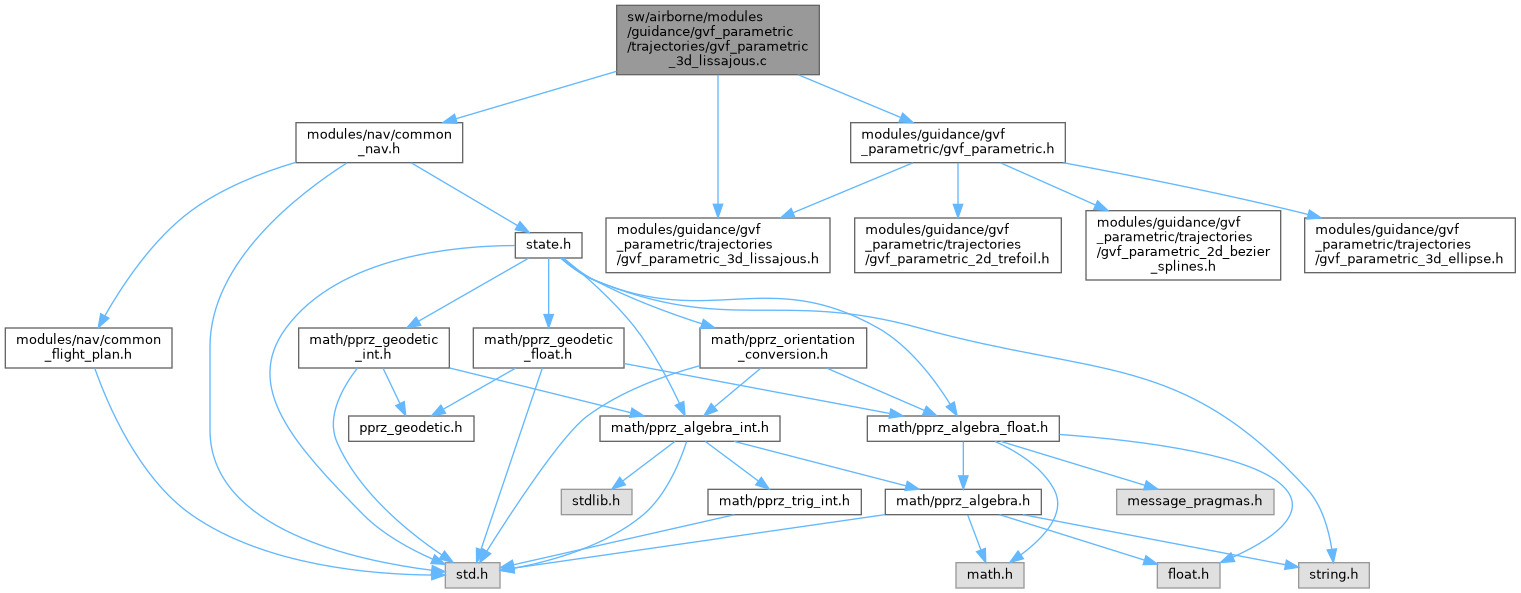 sw/airborne/modules
/guidance/gvf_parametric
/trajectories/gvf_parametric
_3d_lissajous.c
modules/nav/common
_nav.h
modules/guidance/gvf
_parametric/gvf_parametric.h
modules/guidance/gvf
_parametric/trajectories
/gvf_parametric_3d_lissajous.h
modules/guidance/gvf
_parametric/trajectories
/gvf_parametric_2d_trefoil.h
modules/guidance/gvf
_parametric/trajectories
/gvf_parametric_2d_bezier
_splines.h
modules/guidance/gvf
_parametric/trajectories
/gvf_parametric_3d_ellipse.h
state.h
modules/nav/common
_flight_plan.h
math/pprz_geodetic
_int.h
math/pprz_geodetic
_float.h
math/pprz_orientation
_conversion.h
pprz_geodetic.h
math/pprz_algebra_int.h
math/pprz_algebra_float.h
stdlib.h
math/pprz_trig_int.h
math/pprz_algebra.h
message_pragmas.h
std.h
math.h
float.h
string.h